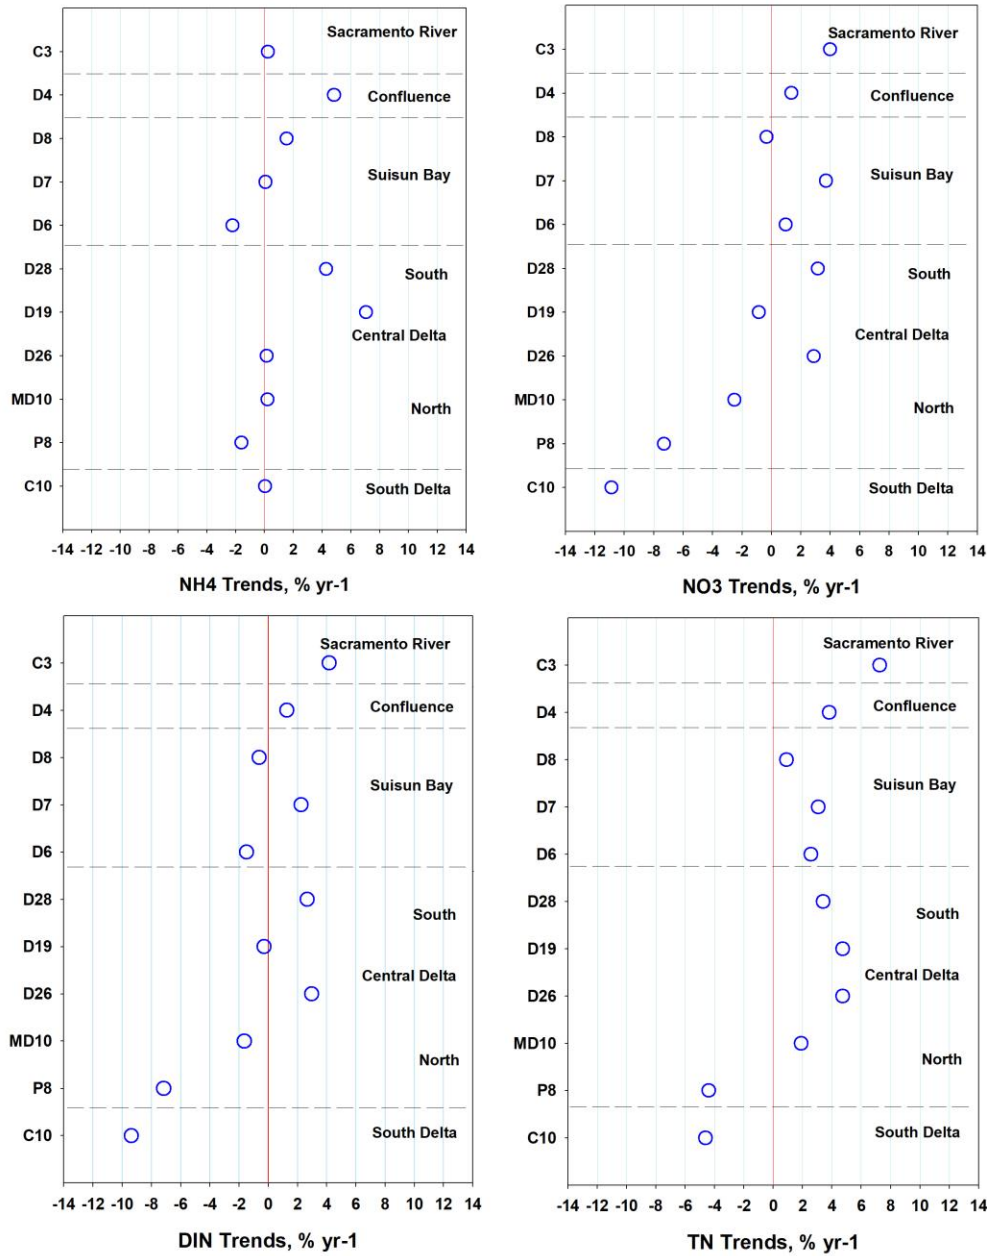 Sacramento River
C3
D4
Confluence
D8
Suisun Bay
D7
D6
D28
South
D19
Central Delta
D26
MD10
North
P8
C10
South Delta
-14 -12 -10 -8 -6 -4 -2 0 2 4 6 8 10 12 14
NH4 Trends, % yr-1
Sacramento River
C3
D4
Confluence
D8
Suisun Bay
D7
D6
D28
South
D19
Central Delta
D26
MD10
North
P8
C10
South Delta
-14 -12 -10 -8 -6 -4 -2 0 2 4 6 8 10 12 14
NO3 Trends, % yr-1
Sacramento River
C3
D4
Confluence
D8
Suisun Bay
D7
D6
D28
South
D19
Central Delta
D26
MD10
North
P8
C10
South Delta
-14 -12 -10 -8 -6 -4 -2 0 2 4 6 8 10 12 14
DIN Trends, % yr-1
Sacramento River
C3
D4
Confluence
D8
Suisun Bay
D7
D6
D28
South
D19
Central Delta
D26
MD10
North
P8
C10
South Delta
-14 -12 -10 -8 -6 -4 -2 0 2 4 6 8 10 12 14
TN Trends, % yr-1